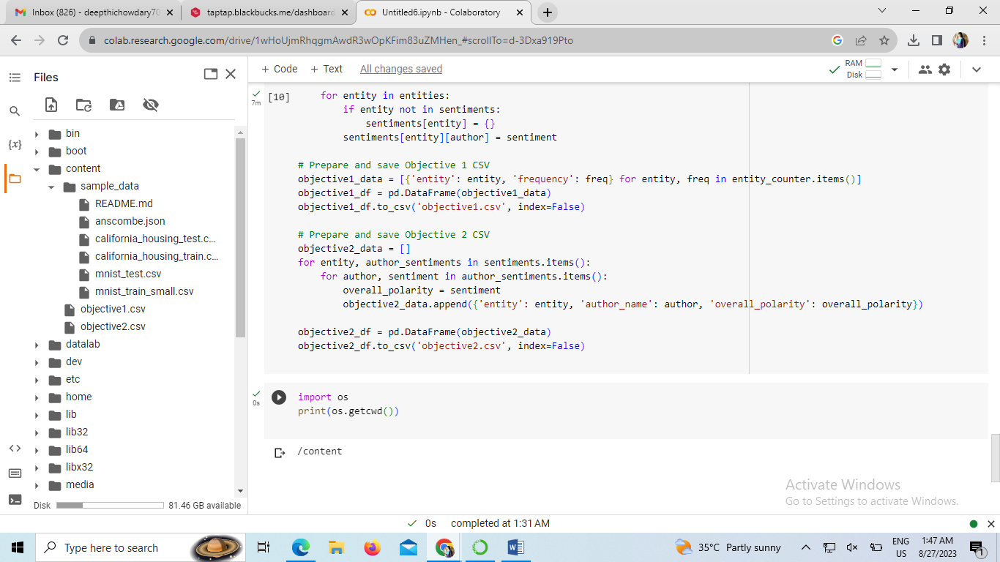 Inbox (826) - deepthichowdary70
taptap.blackbucks.me/dashboard
Untitled6.ipynb - Colaboratory
colab.research.google.com/drive/1wHoUjmRhqgmAwdR3wOpKFim83uZMHen_#scrollTo=d-3Dxa919Pto
Files
+ Code + Text All changes saved
RAM
Disk
{x}
bin
boot
content
sample_data
README.md
anscombe.json
california_housing_test.c...
california_housing_train.c...
mnist_test.csv
mnist_train_small.csv
objective1.csv
objective2.csv
datalab
dev
etc
home
lib
lib32
lib64
libx32
media
Disk 81.46 GB available
7m
[10] for entity in entities:
if entity not in sentiments:
sentiments[entity] = {}
sentiments[entity][author] = sentiment
# Prepare and save Objective 1 CSV
objective1_data = [{'entity': entity, 'frequency': freq} for entity, freq in entity_counter.items()]
objective1_df = pd.DataFrame(objective1_data)
objective1_df.to_csv('objective1.csv', index=False)
# Prepare and save Objective 2 CSV
objective2_data = []
for entity, author_sentiments in sentiments.items():
for author, sentiment in author_sentiments.items():
overall_polarity = sentiment
objective2_data.append({'entity': entity, 'author_name': author, 'overall_polarity': overall_polarity})
objective2_df = pd.DataFrame(objective2_data)
objective2_df.to_csv('objective2.csv', index=False)
0s
import os
print(os.getcwd())
/content
Activate Windows
Go to Settings to activate Windows.
0s completed at 1:31 AM
Type here to search
35°C Partly sunny
ENG
US
1:47 AM
8/27/2023
1